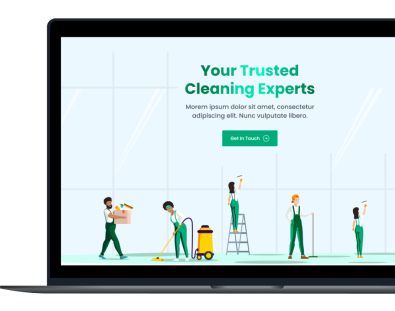 Your Trusted
Cleaning Experts
Morem ipsum dolor sit amet, consectetur
adipiscing elit. Nunc vulputate libero.
Get In Touch